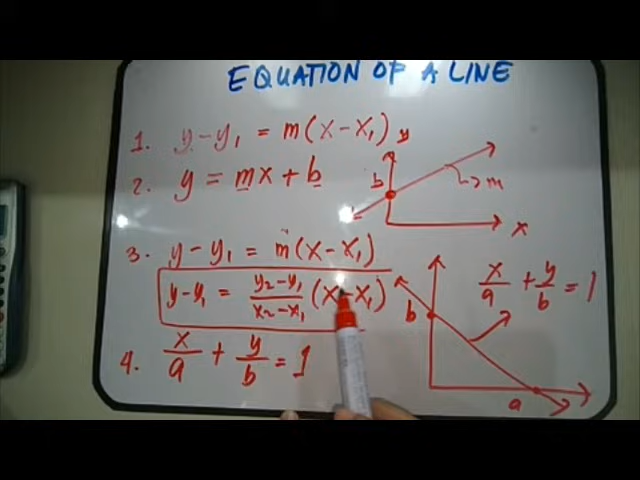 EQUATION OF A LINE
1. y-y₁ = m(x-x₁)
2. y = mx+b
y
b
m
x
3. y-y₁ = m(x-x₁)
y-y₁ = y₂-y₁/x₂-x₁ (x-x₁)
x/a + y/b = 1
b
a
4. x/a + y/b = 1